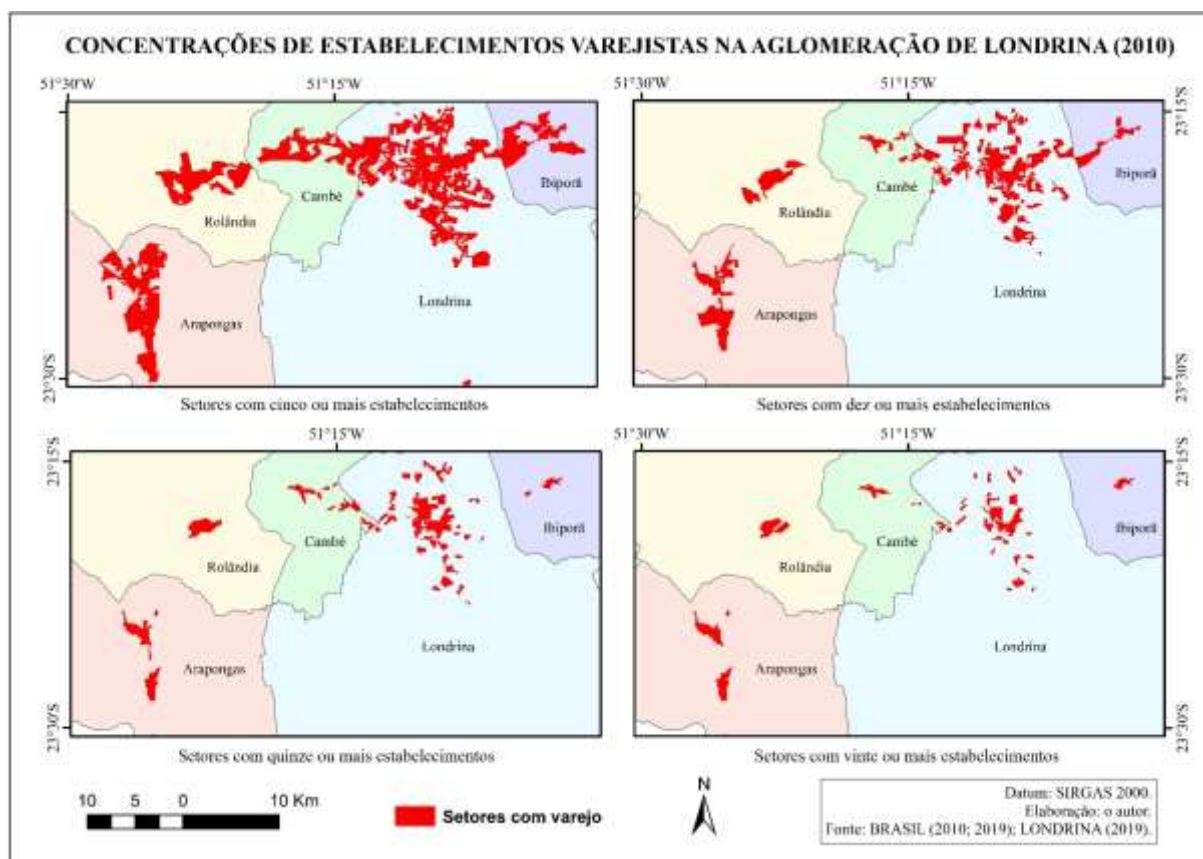 CONCENTRAÇÕES DE ESTABELECIMENTOS VAREJISTAS NA AGLOMERAÇÃO DE LONDRINA (2010)
51°30'W 51°15'W
51°30'W 51°15'W
23°15'S
23°30'S
23°30'S
Rolândia
Cambé
Ibiporã
Arapongas
Londrina
Setores com cinco ou mais estabelecimentos
Rolândia
Cambé
Ibiporã
Arapongas
Londrina
Setores com dez ou mais estabelecimentos
51°15'W
51°30'W 51°15'W
23°15'S
23°30'S
23°15'S
23°30'S
Rolândia
Cambé
Ibiporã
Arapongas
Londrina
Setores com quinze ou mais estabelecimentos
Rolândia
Cambé
Ibiporã
Arapongas
Londrina
Setores com vinte ou mais estabelecimentos
10 5 0 10 Km
Setores com varejo
N
Datum: SIRGAS 2000.
Elaboração: o autor.
Fonte: BRASIL (2010; 2019); LONDRINA (2019).